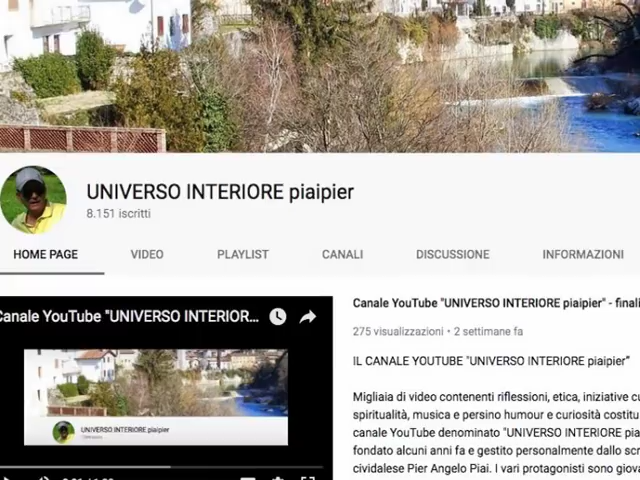 UNIVERSO INTERIORE piaipier
8.151 iscritti
HOME PAGE VIDEO PLAYLIST CANALI DISCUSSIONE INFORMAZIONI
Canale YouTube "UNIVERSO INTERIOR...
UNIVERSO INTERIORE piaipier
Canale YouTube "UNIVERSO INTERIORE piaipier" - finali
275 visualizzazioni • 2 settimane fa
IL CANALE YOUTUBE "UNIVERSO INTERIORE piaipier"
Migliaia di video contenenti riflessioni, etica, iniziative cu
spiritualità, musica e persino humour e curiosità costitu
canale YouTube denominato "UNIVERSO INTERIORE pia
fondato alcuni anni fa e gestito personalmente dallo scr
cividalese Pier Angelo Piai. I vari protagonisti sono giova